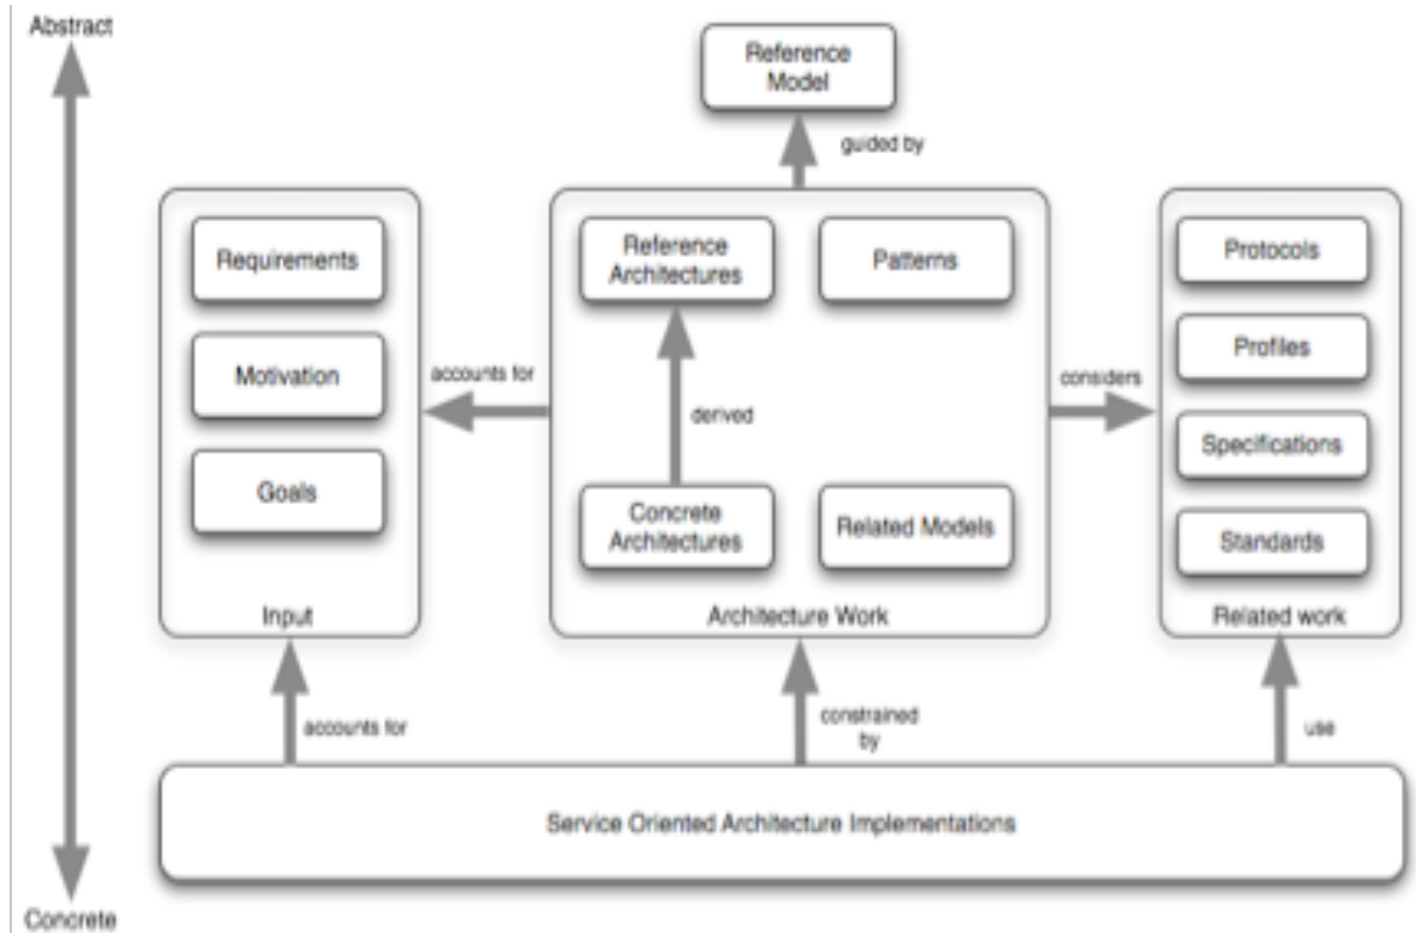 Abstract
Reference
Model
guided by
Requirements
Motivation
Goals
Input
accounts for
Reference
Architectures
Patterns
derived
Concrete
Architectures
Related Models
Architecture Work
considers
Protocols
Profiles
Specifications
Standards
Related work
accounts for
constrained
by
use
Service Oriented Architecture Implementations
Concrete